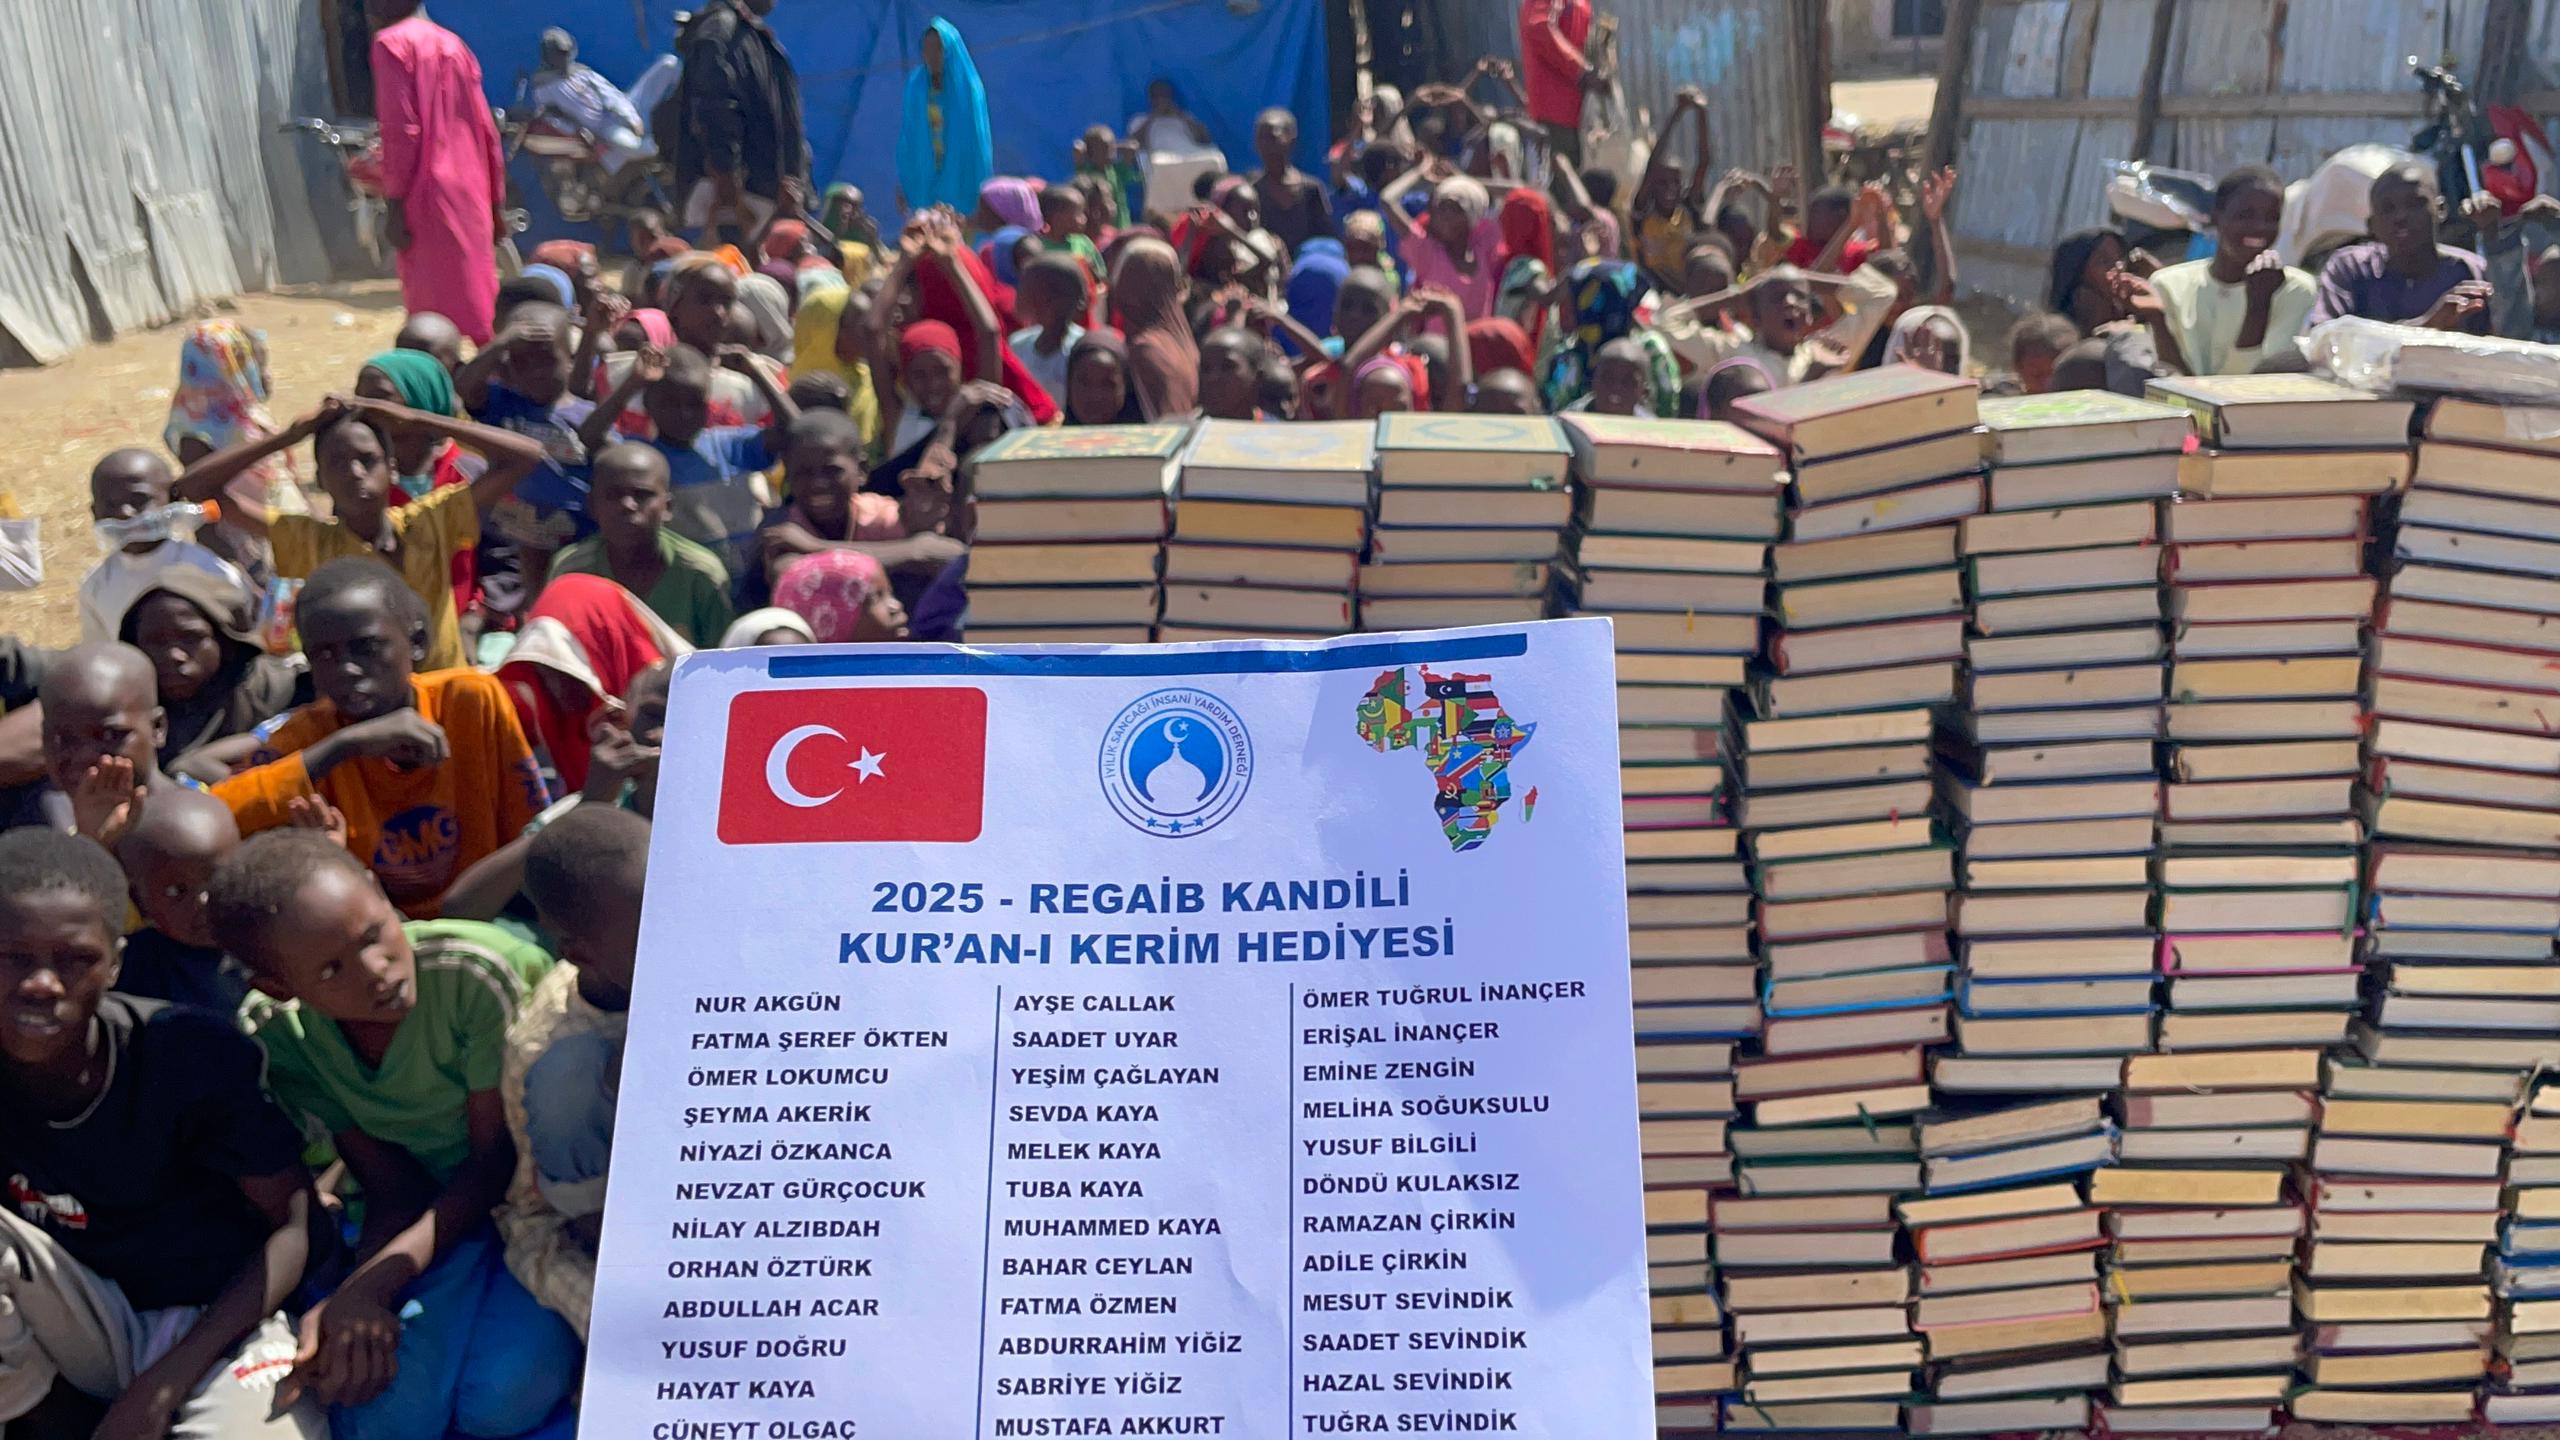 İYİLİK SANCAĞI İNSANİ YARDIM DERNEĞİ
2025 - REGAİB KANDİLİ
KUR'AN-I KERİM HEDİYESİ
NUR AKGÜN
FATMA ŞEREF ÖKTEN
ÖMER LOKUMCU
ŞEYMA AKERİK
NİYAZİ ÖZKANCA
NEVZAT GÜRÇOCUK
NİLAY ALZIBDAH
ORHAN ÖZTÜRK
ABDULLAH ACAR
YUSUF DOĞRU
HAYAT KAYA
CÜNEYT OLGAÇ
AYŞE CALLAK
SAADET UYAR
YEŞİM ÇAĞLAYAN
SEVDA KAYA
MELEK KAYA
TUBA KAYA
MUHAMMED KAYA
BAHAR CEYLAN
FATMA ÖZMEN
ABDURRAHİM YİĞİZ
SABRİYE YİĞİZ
MUSTAFA AKKURT
ÖMER TUĞRUL İNANÇER
ERİŞAL İNANÇER
EMİNE ZENGİN
MELİHA SOĞUKSULU
YUSUF BİLGİLİ
DÖNDÜ KULAKSIZ
RAMAZAN ÇİRKİN
ADİLE ÇİRKİN
MESUT SEVİNDİK
SAADET SEVİNDİK
HAZAL SEVİNDİK
TUĞRA SEVİNDİK
GMG